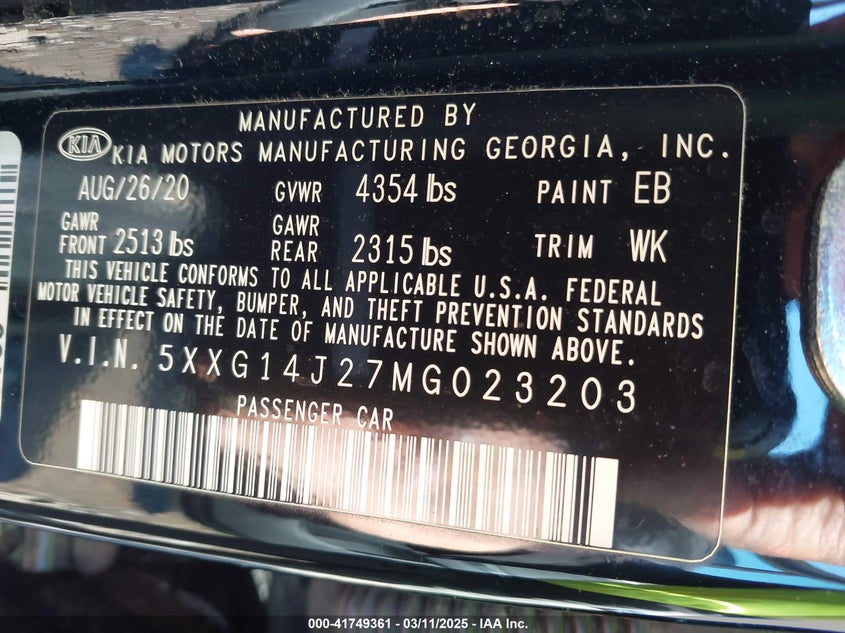 MANUFACTURED BY
KIA KIA MOTORS MANUFACTURING GEORGIA, INC.
AUG/26/20 GVWR 4354 lbs PAINT EB
GAWR FRONT 2513 lbs GAWR REAR 2315 lbs TRIM WK
THIS VEHICLE CONFORMS TO ALL APPLICABLE U.S.A. FEDERAL
MOTOR VEHICLE SAFETY, BUMPER, AND THEFT PREVENTION STANDARDS
IN EFFECT ON THE DATE OF MANUFACTURE SHOWN ABOVE.
V.I.N. 5XXG14J27MG023203
PASSENGER CAR
000-41749361 - 03/11/2025 - IAA Inc.